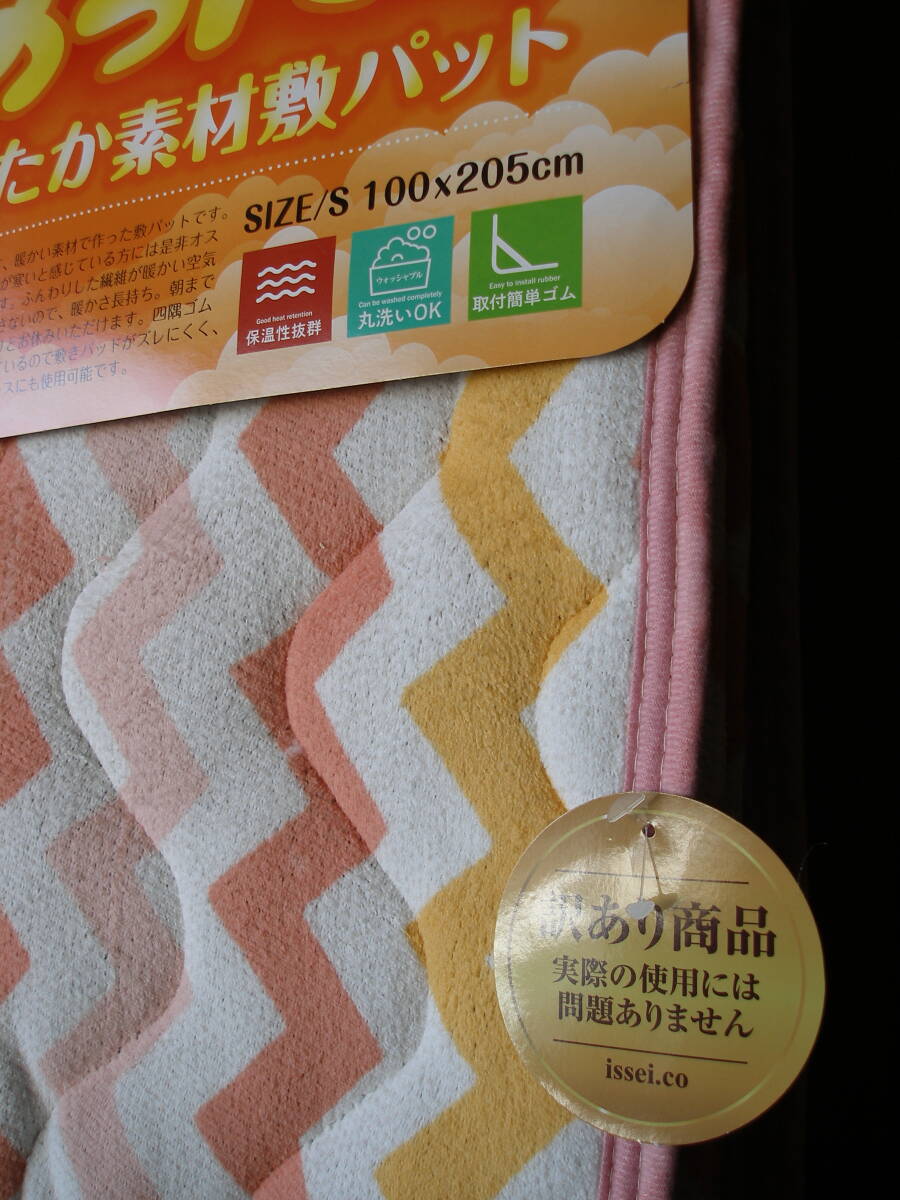 たか素材敷パット
SIZE/S 100x205cm
、暖かい素材で作った敷パットです。
が寒いと感じている方には是非オス
す。ふんわりした繊維が暖かい空気
さないので、暖かさ長持ち。朝まで
とお休みいただけます。四隅ゴム
いるので敷きパッドがズレにくく、
スにも使用可能です。
Good heat retention
保温性抜群
ウォッシャブル
Can be washed completely
丸洗いOK
Easy to install rubber
取付簡単ゴム
訳あり商品
実際の使用には
問題ありません
issei.co